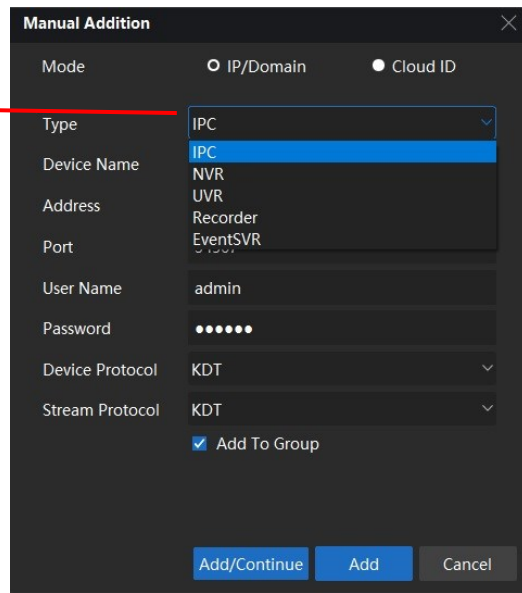 Manual Addition
Mode IP/Domain Cloud ID
Type IPC
IPC
Device Name
NVR
UVR
Address
Recorder
Port
EventSVR
User Name admin
Password ●●●●●●
Device Protocol KDT
Stream Protocol KDT
Add To Group
Add/Continue Add Cancel